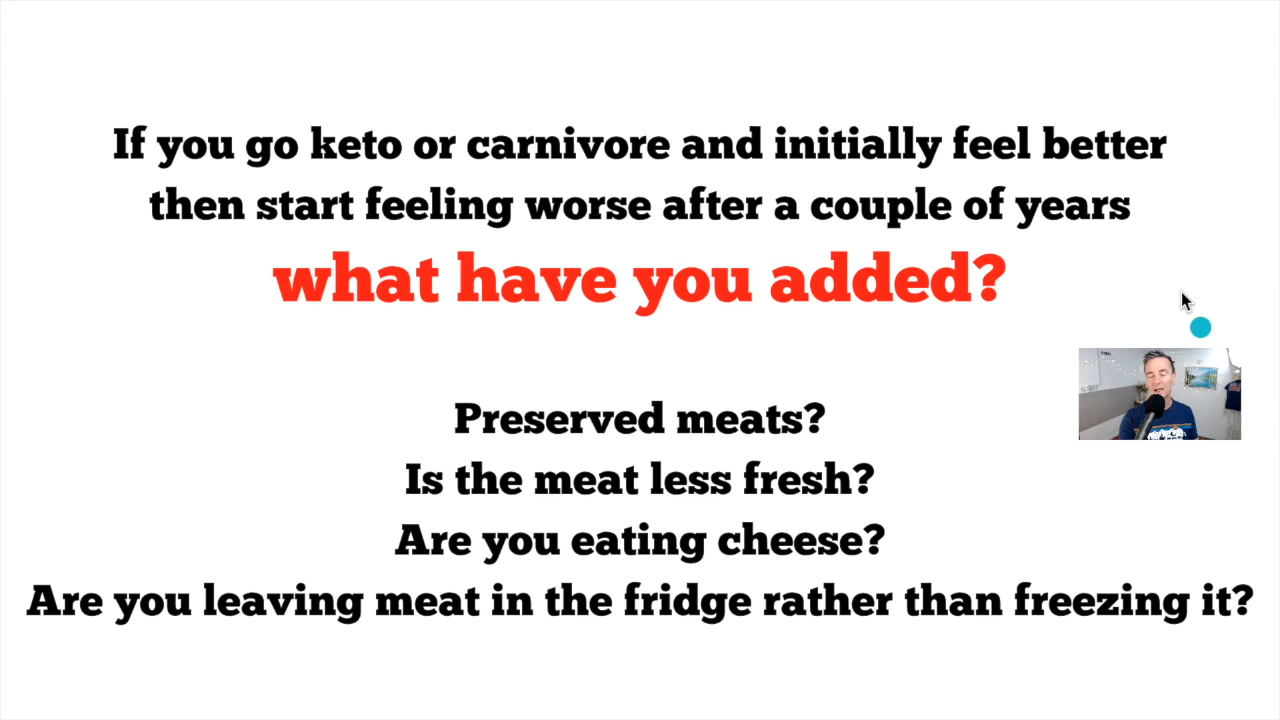 If you go keto or carnivore and initially feel better
then start feeling worse after a couple of years
what have you added?
Preserved meats?
Is the meat less fresh?
Are you eating cheese?
Are you leaving meat in the fridge rather than freezing it?